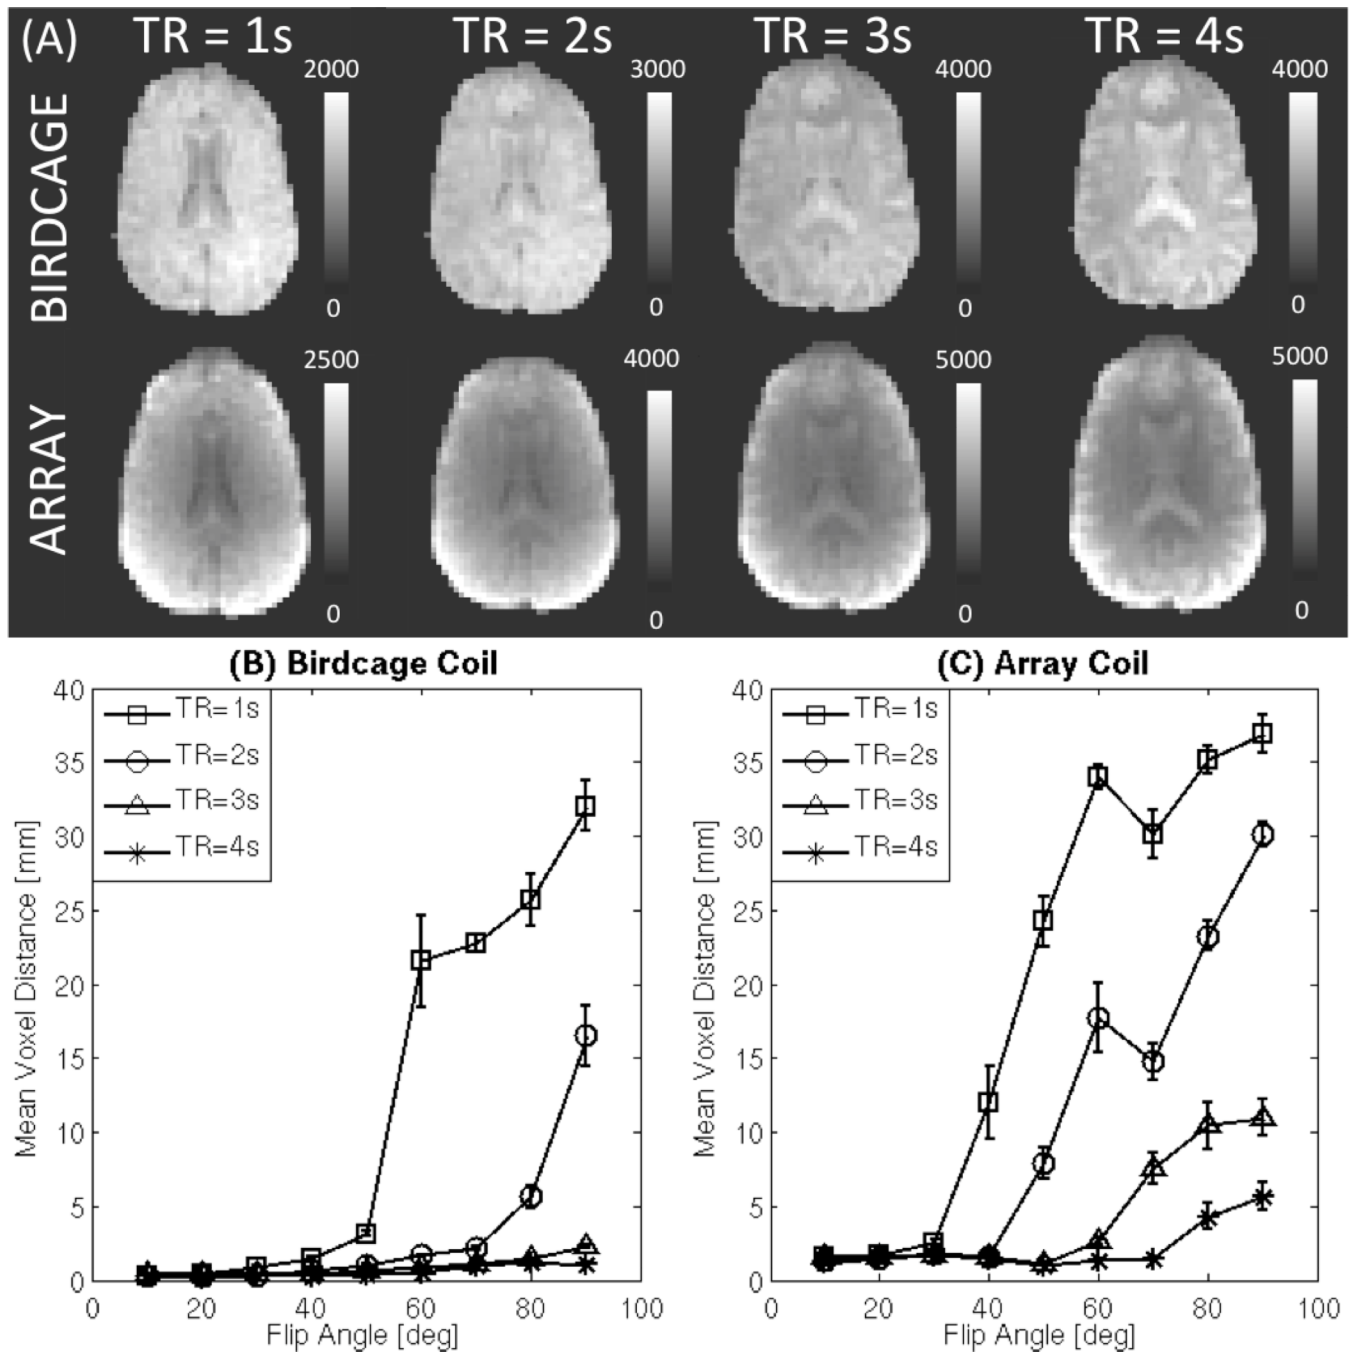 (A) TR = 1s TR = 2s TR = 3s TR = 4s
2000 3000 4000 4000
BIRDCAGE
0 0 0 0
2500 4000 5000 5000
ARRAY
0 0 0 0
(B) Birdcage Coil
40
35
30
25
20
15
10
5
0
Mean Voxel Distance [mm]
TR=1s
TR=2s
TR=3s
TR=4s
0 20 40 60 80 100
Flip Angle [deg]
(C) Array Coil
40
35
30
25
20
15
10
5
0
Mean Voxel Distance [mm]
TR=1s
TR=2s
TR=3s
TR=4s
0 20 40 60 80 100
Flip Angle [deg]